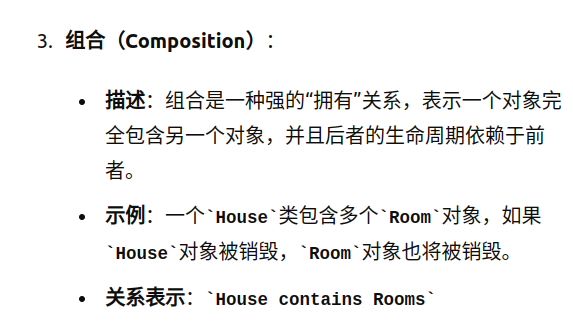 3. 组合（Composition）：
• 描述：组合是一种强的“拥有”关系，表示一个对象完
全包含另一个对象，并且后者的生命周期依赖于前
者。
• 示例：一个`House`类包含多个`Room`对象，如果
`House`对象被销毁，`Room`对象也将被销毁。
• 关系表示：`House contains Rooms`